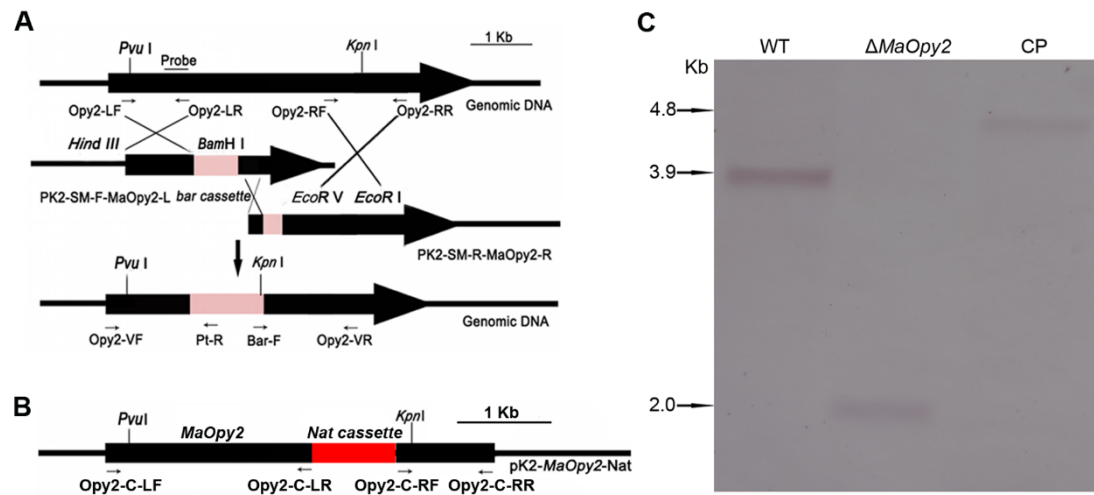 A
Pvu I
Probe
Kpn I
1 Kb
Genomic DNA
Opy2-LF
Opy2-LR
Opy2-RF
Opy2-RR
Hind III
BamH I
PK2-SM-F-MaOpy2-L
bar cassette
EcoR V
EcoR I
PK2-SM-R-MaOpy2-R
Pvu I
Kpn I
Genomic DNA
Opy2-VF
Pt-R
Bar-F
Opy2-VR
B
PvuI
MaOpy2
Nat cassette
KpnI
1 Kb
pK2-MaOpy2-Nat
Opy2-C-LF
Opy2-C-LR
Opy2-C-RF
Opy2-C-RR
C
WT
ΔMaOpy2
CP
Kb
4.8
3.9
2.0